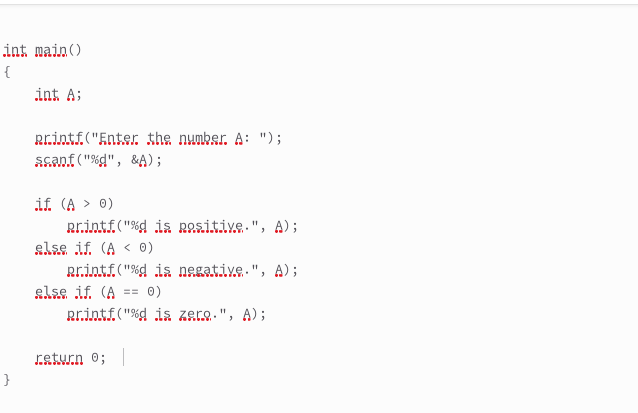 int main()
{
    int A;

    printf("Enter the number A: ");
    scanf("%d", &A);

    if (A > 0)
        printf("%d is positive.", A);
    else if (A < 0)
        printf("%d is negative.", A);
    else if (A == 0)
        printf("%d is zero.", A);

    return 0;
}